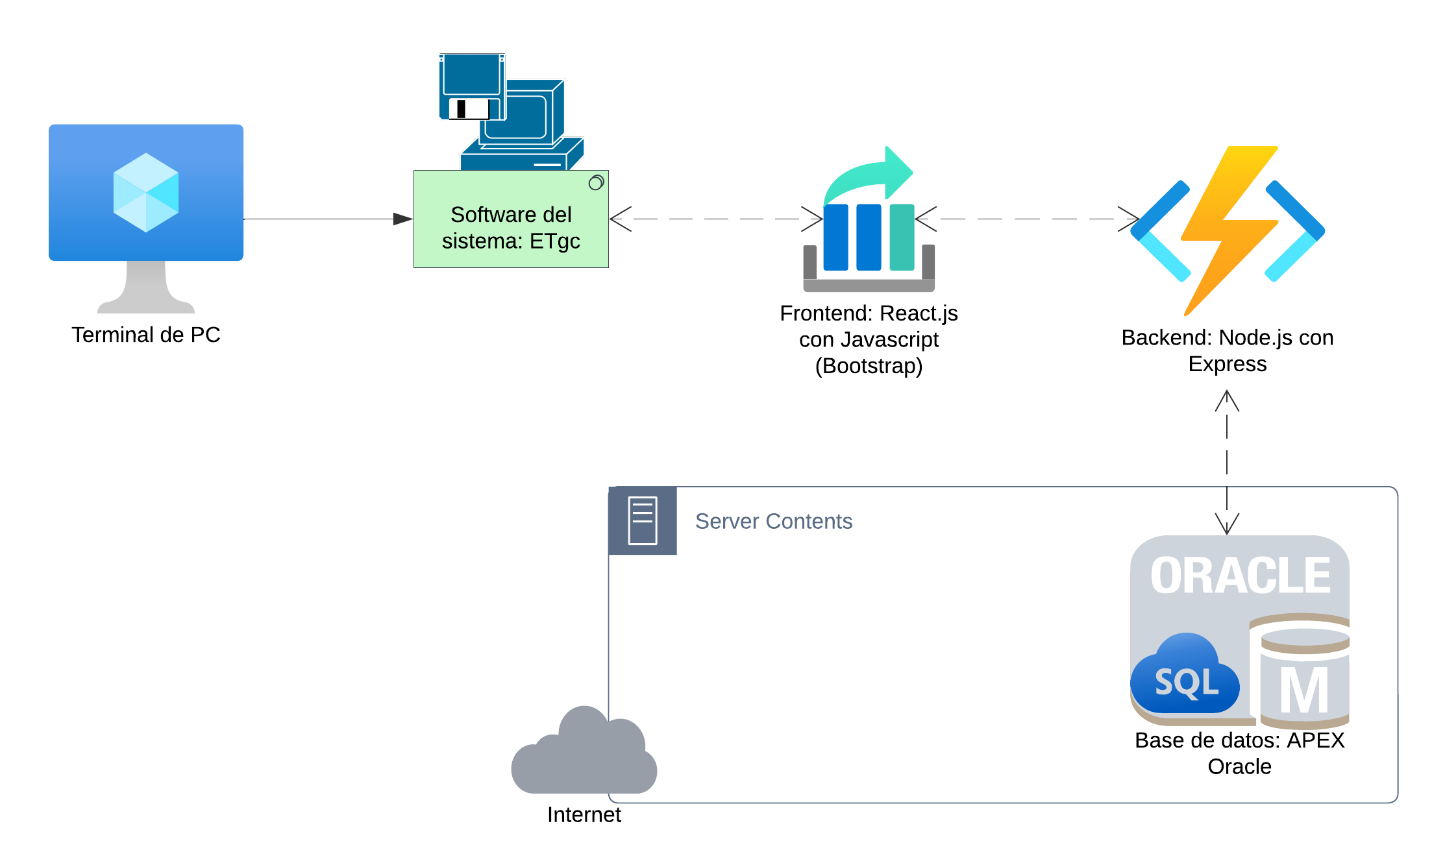 Terminal de PC
Software del
sistema: ETgc
Frontend: React.js
con Javascript
(Bootstrap)
Backend: Node.js con
Express
Server Contents
ORACLE
SQL
M
Base de datos: APEX
Oracle
Internet